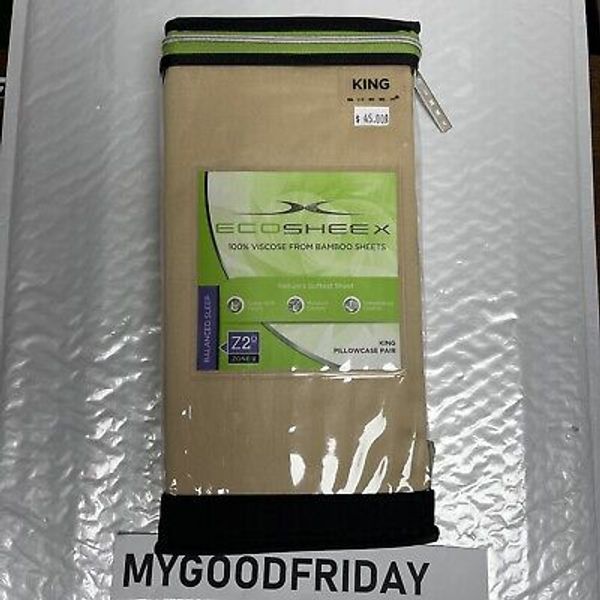 KING
$ 45.00
ECOSHEEX
100% VISCOSE FROM BAMBOO SHEETS
Nature's Softest Sheet
BALANCED SLEEP
Z2
ZONE 2
KING
PILLOWCASE PAIR
MYGOODFRIDAY